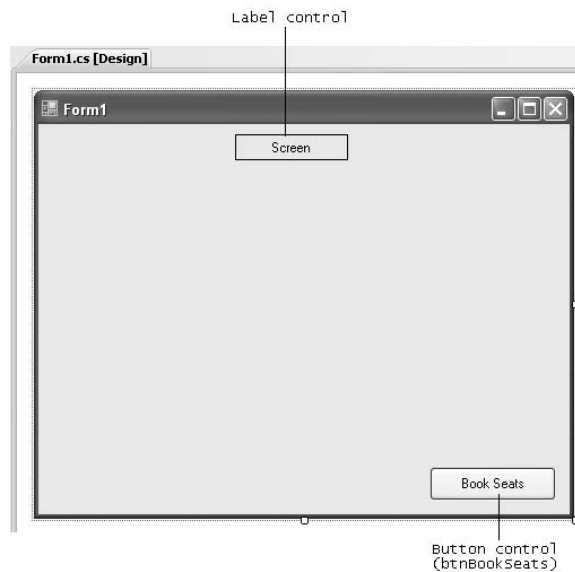 Label control
Form1.cs [Design]
Form1
Screen
Book Seats
Button control
(btnBookSeats)